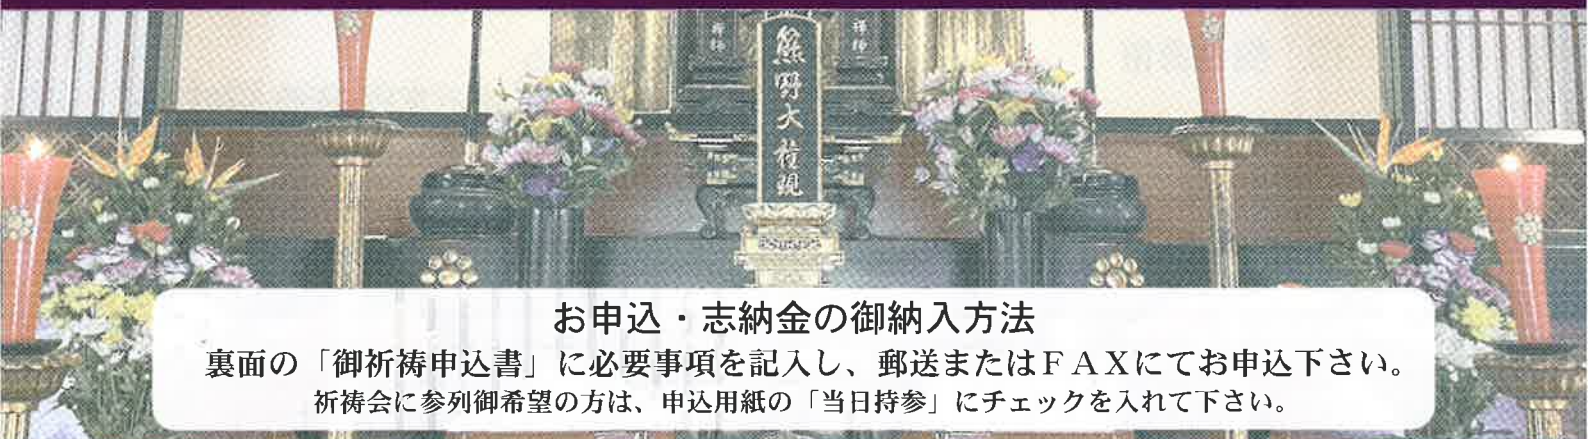 熊野大権現
お申込・志納金の御納入方法
裏面の「御祈祷申込書」に必要事項を記入し、郵送またはＦＡＸにてお申込下さい。
祈祷会に参列御希望の方は、申込用紙の「当日持参」にチェックを入れて下さい。